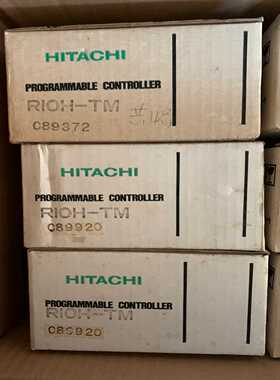 HITACHI
PROGRAMMABLE CONTROLLER
RIOH-TM
C89372
HITACHI
PROGRAMMABLE CONTROLLER
RIOH-TM
C89920
HITACHI
PROGRAMMABLE CONTROLLER
RIOH-TM
C89920